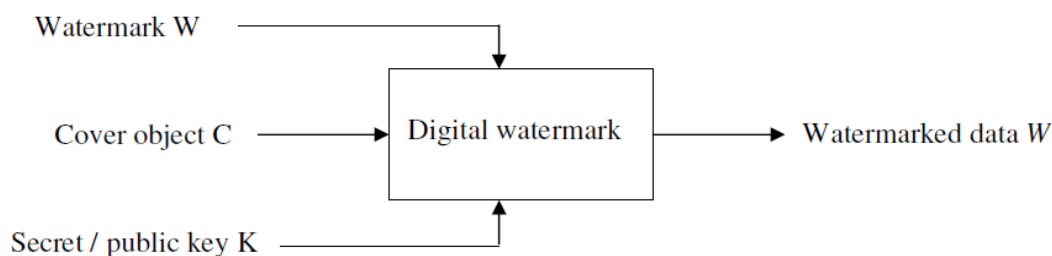 Watermark W
Cover object C
Digital watermark
Watermarked data W
Secret / public key K